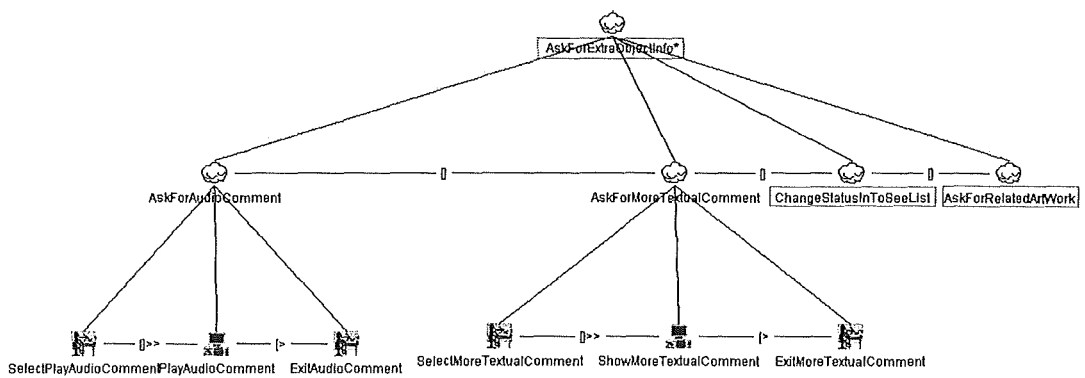 AskForExtraObjectInfo*
[]
[]
[]
AskForAudioComment
AskForMoreTextualComment
ChangeStatusInToSeeList
AskForRelatedArtWork
[]>>
[>
[]>>
[>
SelectPlayAudioComment
PlayAudioComment
ExitAudioComment
SelectMoreTextualComment
ShowMoreTextualComment
ExitMoreTextualComment